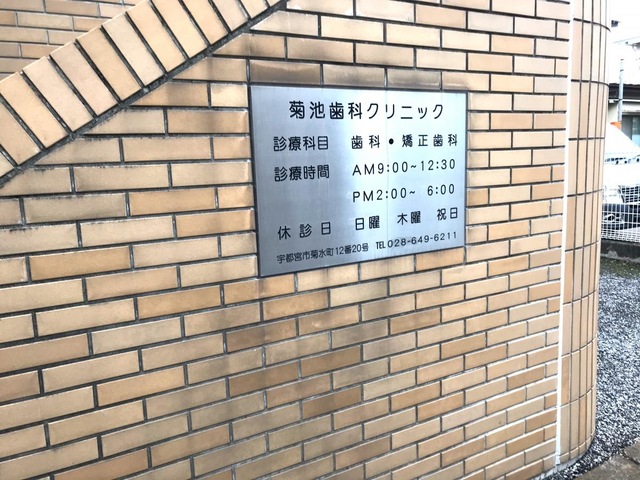 菊池歯科クリニック
診療科目 歯科・矯正歯科
診療時間 AM9:00~12:30
PM2:00~ 6:00
休診日 日曜 木曜 祝日
宇都宮市菊水町12番20号 TEL028-649-6211